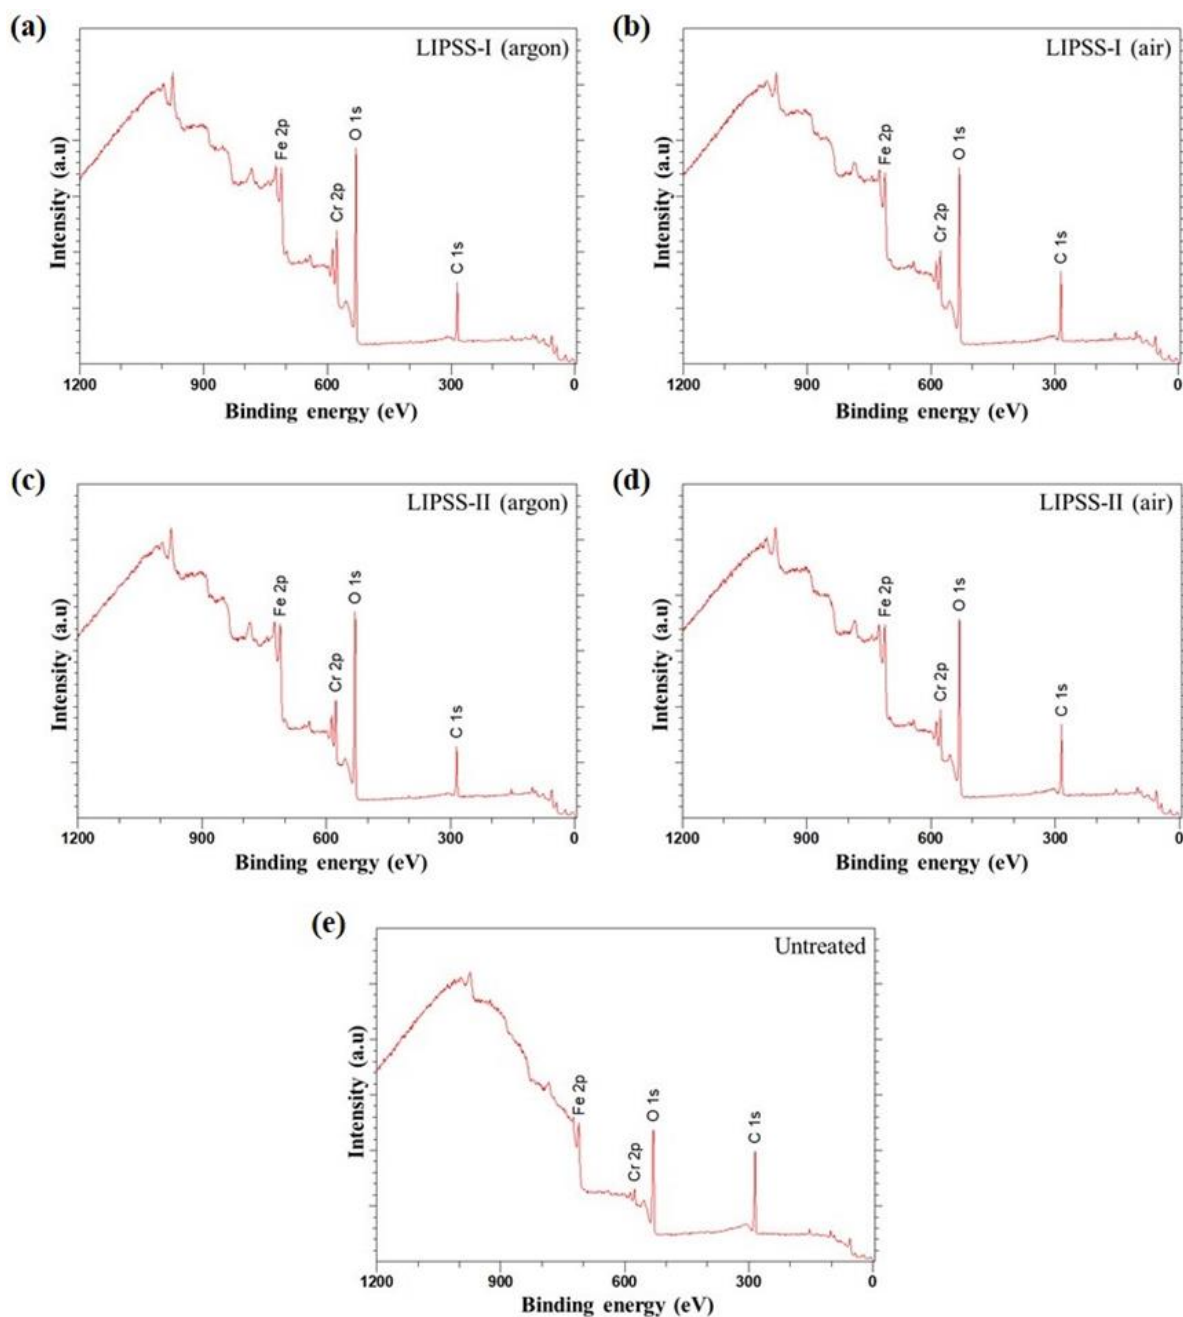 (a)
LIPSS-I (argon)
Intensity (a.u)
Fe 2p
Cr 2p
O 1s
C 1s
1200 900 600 300 0
Binding energy (eV)
(b)
LIPSS-I (air)
Intensity (a.u)
Fe 2p
Cr 2p
O 1s
C 1s
1200 900 600 300 0
Binding energy (eV)
(c)
LIPSS-II (argon)
Intensity (a.u)
Fe 2p
Cr 2p
O 1s
C 1s
1200 900 600 300 0
Binding energy (eV)
(d)
LIPSS-II (air)
Intensity (a.u)
Fe 2p
Cr 2p
O 1s
C 1s
1200 900 600 300 0
Binding energy (eV)
(e)
Untreated
Intensity (a.u)
Fe 2p
Cr 2p
O 1s
C 1s
1200 900 600 300 0
Binding energy (eV)